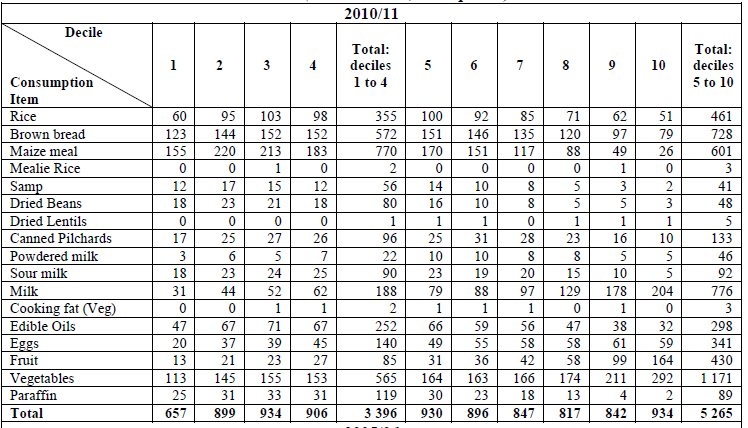 2010/11
Decile
Consumption Item 1 2 3 4 Total: deciles 1 to 4 5 6 7 8 9 10 Total: deciles 5 to 10
Rice 60 95 103 98 355 100 92 85 71 62 51 461
Brown bread 123 144 152 152 572 151 146 135 120 97 79 728
Maize meal 155 220 213 183 770 170 151 117 88 49 26 601
Mealie Rice 0 0 1 0 2 0 0 0 0 1 0 3
Samp 12 17 15 12 56 14 10 8 5 3 2 41
Dried Beans 18 23 21 18 80 16 10 8 5 5 3 48
Dried Lentils 0 0 0 0 1 1 1 0 1 1 1 5
Canned Pilchards 17 25 27 26 96 25 31 28 23 16 10 133
Powdered milk 3 6 5 7 22 10 10 8 8 5 5 46
Sour milk 18 23 24 25 90 23 19 20 15 10 5 92
Milk 31 44 52 62 188 79 88 97 129 178 204 776
Cooking fat (Veg) 0 0 1 1 2 1 1 1 0 1 0 3
Edible Oils 47 67 71 67 252 66 59 56 47 38 32 298
Eggs 20 37 39 45 140 49 55 58 58 61 59 341
Fruit 13 21 23 27 85 31 36 42 58 99 164 430
Vegetables 113 145 155 153 565 164 163 166 174 211 292 1 171
Paraffin 25 31 33 31 119 30 23 18 13 4 2 89
Total 657 899 934 906 3 396 930 896 847 817 842 934 5 265